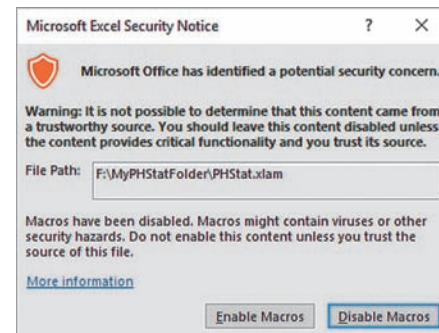 Microsoft Excel Security Notice ? ×
Microsoft Office has identified a potential security concern.
Warning: It is not possible to determine that this content came from
a trustworthy source. You should leave this content disabled unless
the content provides critical functionality and you trust its source.
File Path: F:\MyPHStatFolder\PHStat.xlam
Macros have been disabled. Macros might contain viruses or other
security hazards. Do not enable this content unless you trust the
source of this file.
More information
Enable Macros Disable Macros